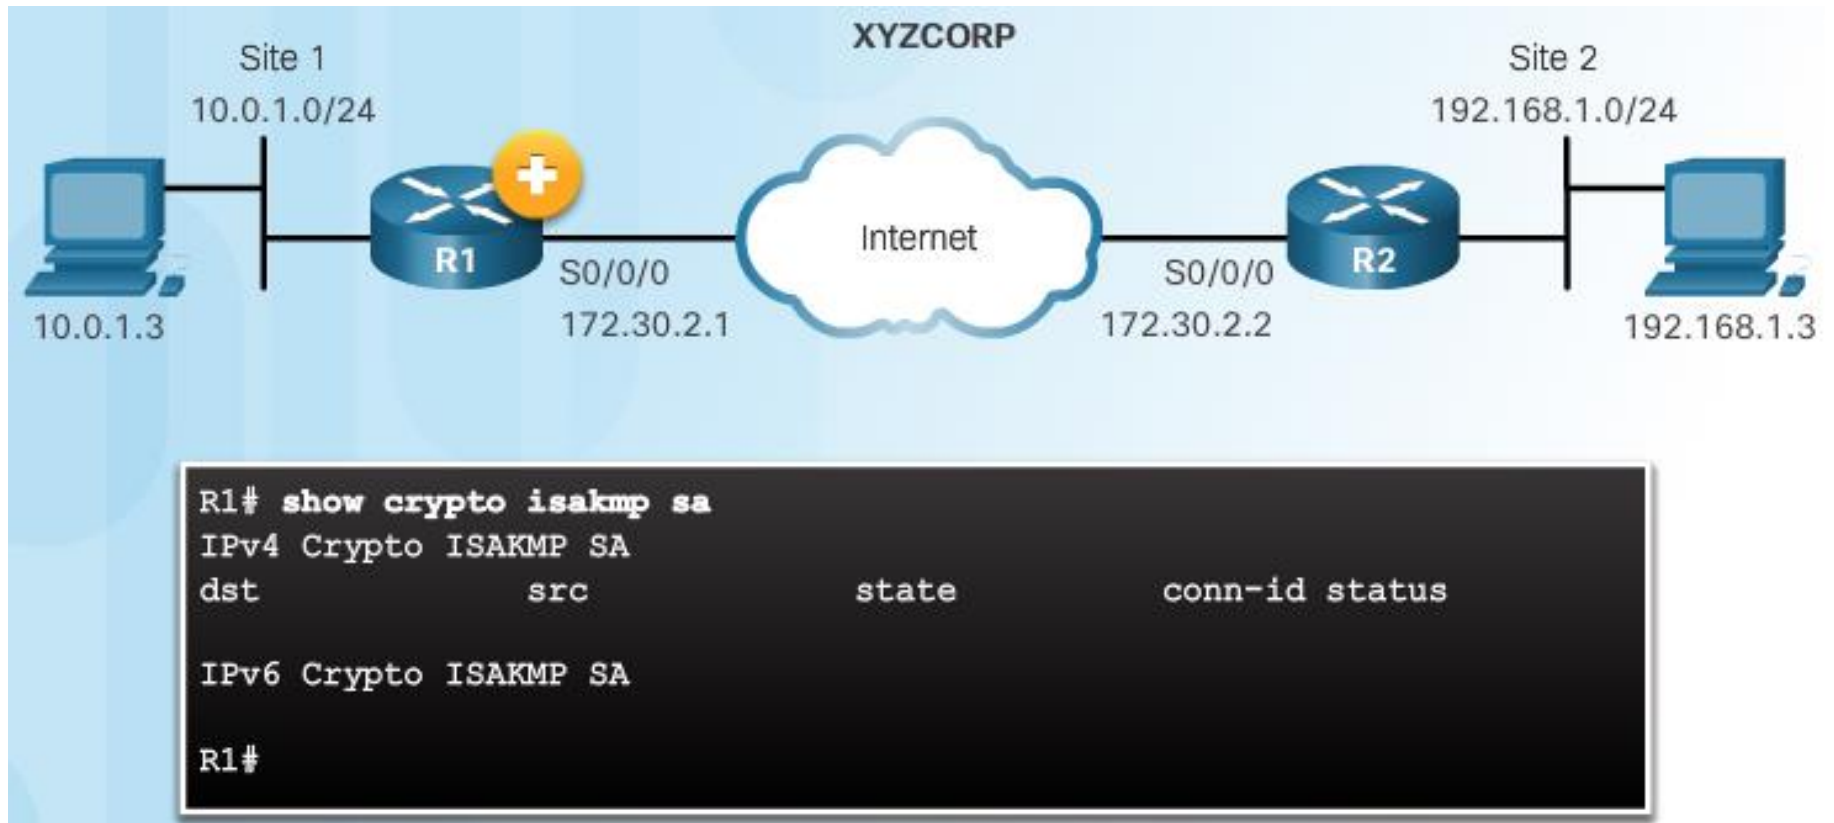 XYZCORP
Site 1
10.0.1.0/24
Site 2
192.168.1.0/24
R1
Internet
R2
S0/0/0
172.30.2.1
S0/0/0
172.30.2.2
10.0.1.3
192.168.1.3
R1# show crypto isakmp sa
IPv4 Crypto ISAKMP SA
dst src state conn-id status
IPv6 Crypto ISAKMP SA
R1#